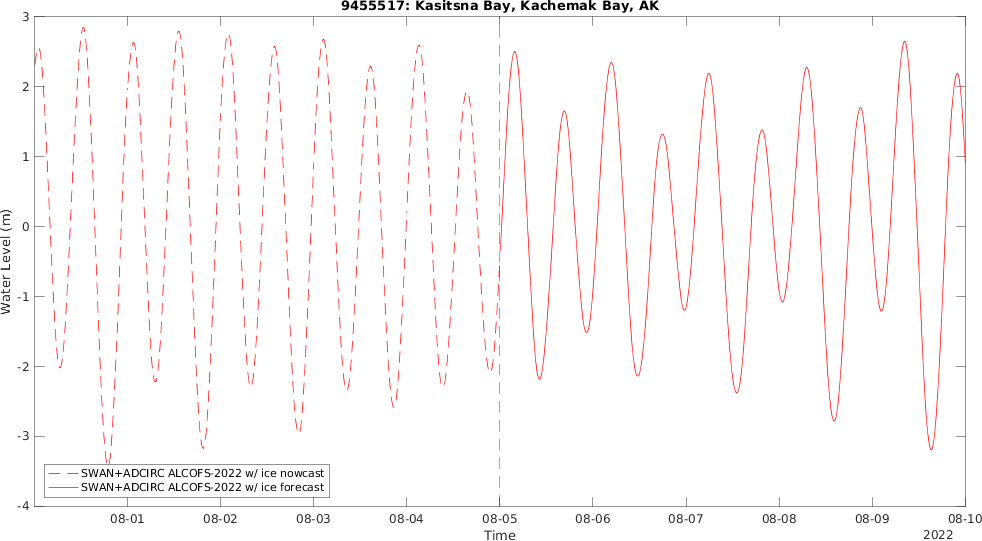 9455517: Kasitsna Bay, Kachemak Bay, AK
3
2
1
0
-1
-2
-3
-4
Water Level (m)
SWAN+ADCIRC ALCOFS-2022 w/ ice nowcast
SWAN+ADCIRC ALCOFS-2022 w/ ice forecast
08-01 08-02 08-03 08-04 08-05 08-06 08-07 08-08 08-09 08-10
Time
2022